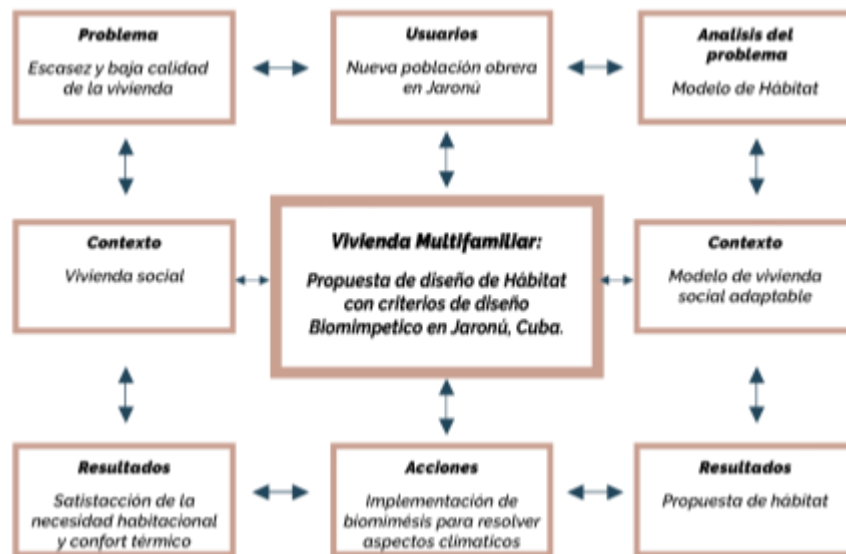 Problema
Escasez y baja calidad
de la vivienda
Usuarios
Nueva población obrera
en Jaronú
Analisis del
problema
Modelo de Hábitat
Contexto
Vivienda social
Vivienda Multifamiliar:
Propuesta de diseño de Hábitat
con criterios de diseño
Biomimpetico en Jaronú, Cuba.
Contexto
Modelo de vivienda
social adaptable
Resultados
Satistacción de la
necesidad habitacional
y confort térmico
Acciones
Implementación de
biomimésis para resolver
aspectos climaticos
Resultados
Propuesta de hábitat